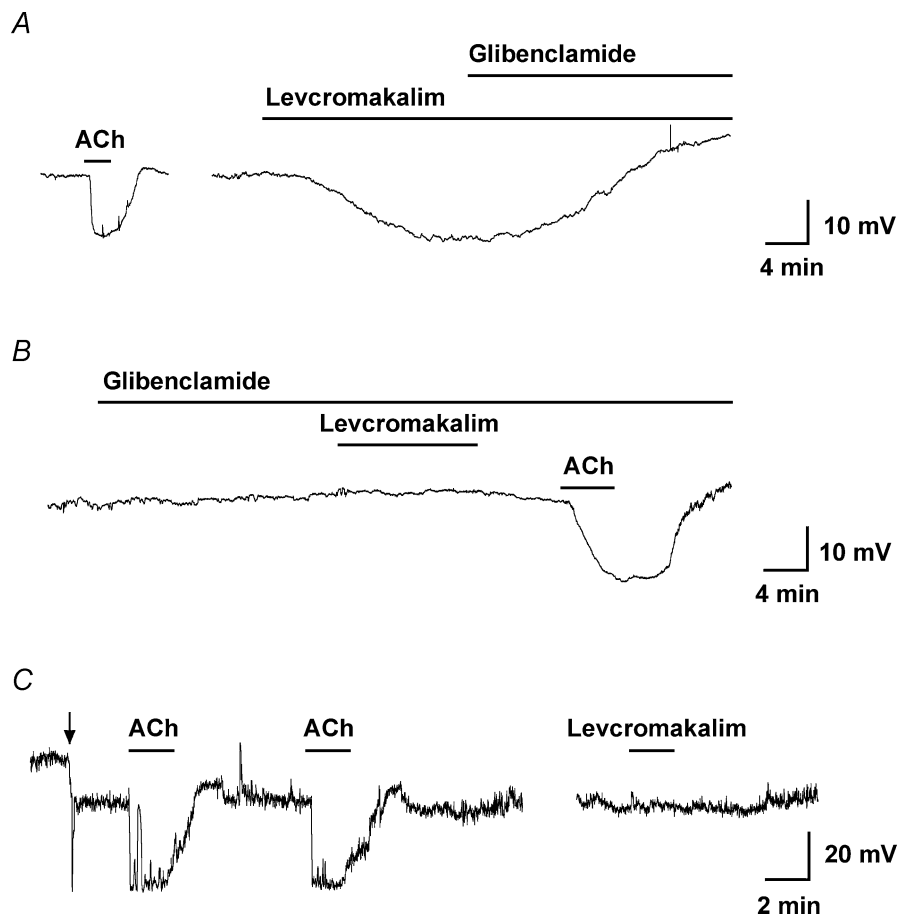 A
Glibenclamide
Levcromakalim
ACh
10 mV
4 min
B
Glibenclamide
Levcromakalim
ACh
10 mV
4 min
C
ACh
ACh
Levcromakalim
20 mV
2 min